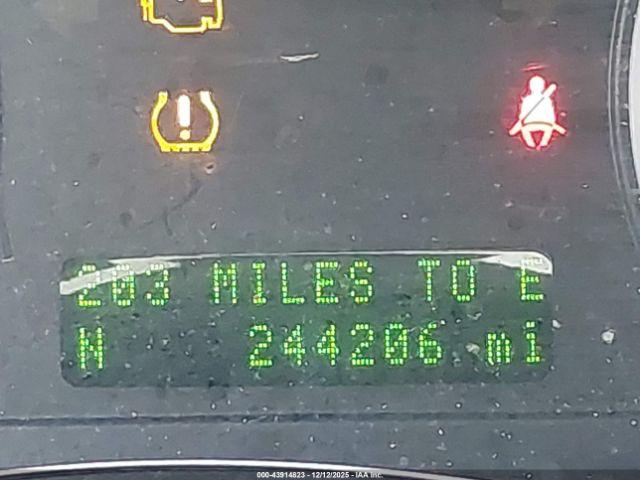 203 MILES TO E
N 244206 mi
000-43914823 - 12/12/2025 - IAA Inc.